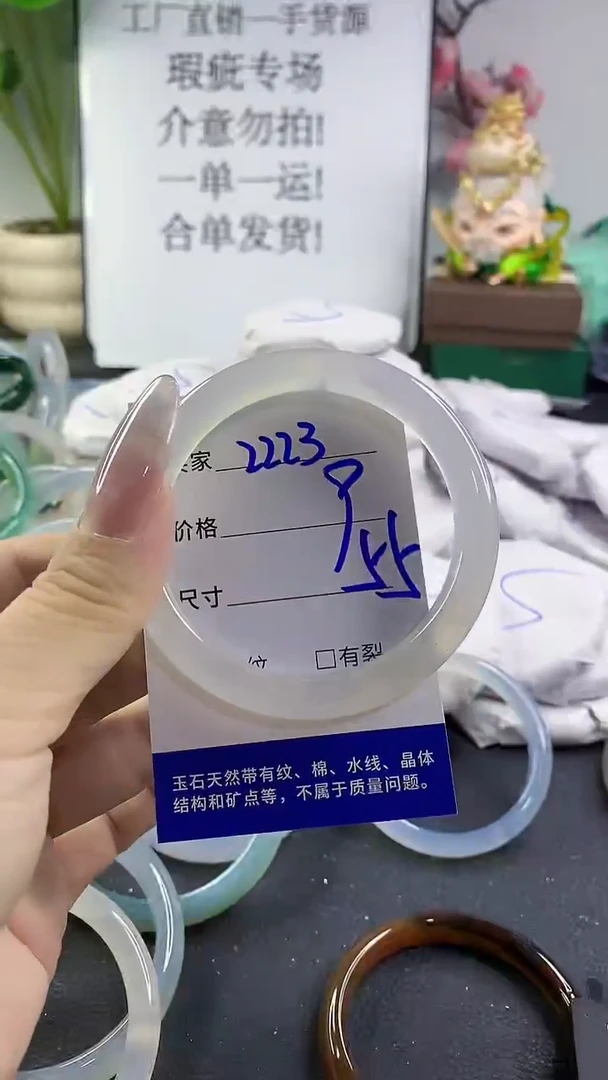 工厂直销一手货源
瑕疵专场
介意勿拍!
一单一运!
合单发货!
家 2223
价格
尺寸 55
纹 □有裂
玉石天然带有纹、棉、水线、晶体
结构和矿点等，不属于质量问题。